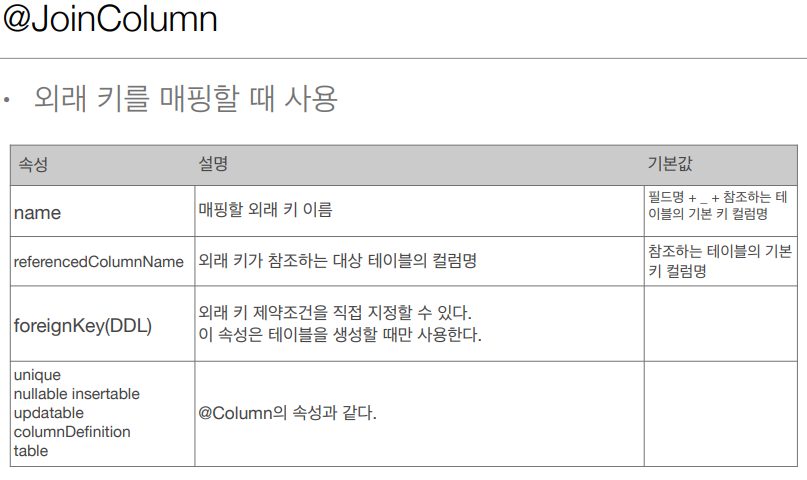 @JoinColumn
• 외래 키를 매핑할 때 사용
속성 설명 기본값
name 매핑할 외래 키 이름 필드명 + _ + 참조하는 테
이블의 기본 키 컬럼명
referencedColumnName 외래 키가 참조하는 대상 테이블의 컬럼명 참조하는 테이블의 기본
키 컬럼명
foreignKey(DDL) 외래 키 제약조건을 직접 지정할 수 있다.
이 속성은 테이블을 생성할 때만 사용한다.
unique
nullable insertable
updatable
columnDefinition
table
@Column의 속성과 같다.